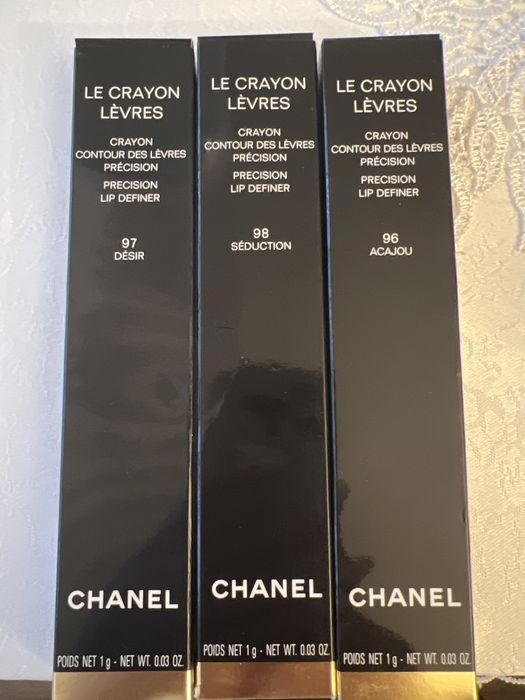 LE CRAYON
LÈVRES
CRAYON
CONTOUR DES LÈVRES
PRÉCISION
PRECISION
LIP DEFINER
97
DÉSIR
CHANEL
POIDS NET 1 g - NET WT. 0.03 OZ.
LE CRAYON
LÈVRES
CRAYON
CONTOUR DES LÈVRES
PRÉCISION
PRECISION
LIP DEFINER
98
SÉDUCTION
CHANEL
POIDS NET 1 g - NET WT. 0.03 OZ.
LE CRAYON
LÈVRES
CRAYON
CONTOUR DES LÈVRES
PRÉCISION
PRECISION
LIP DEFINER
96
ACAJOU
CHANEL
POIDS NET 1 g - NET WT. 0.03 OZ.